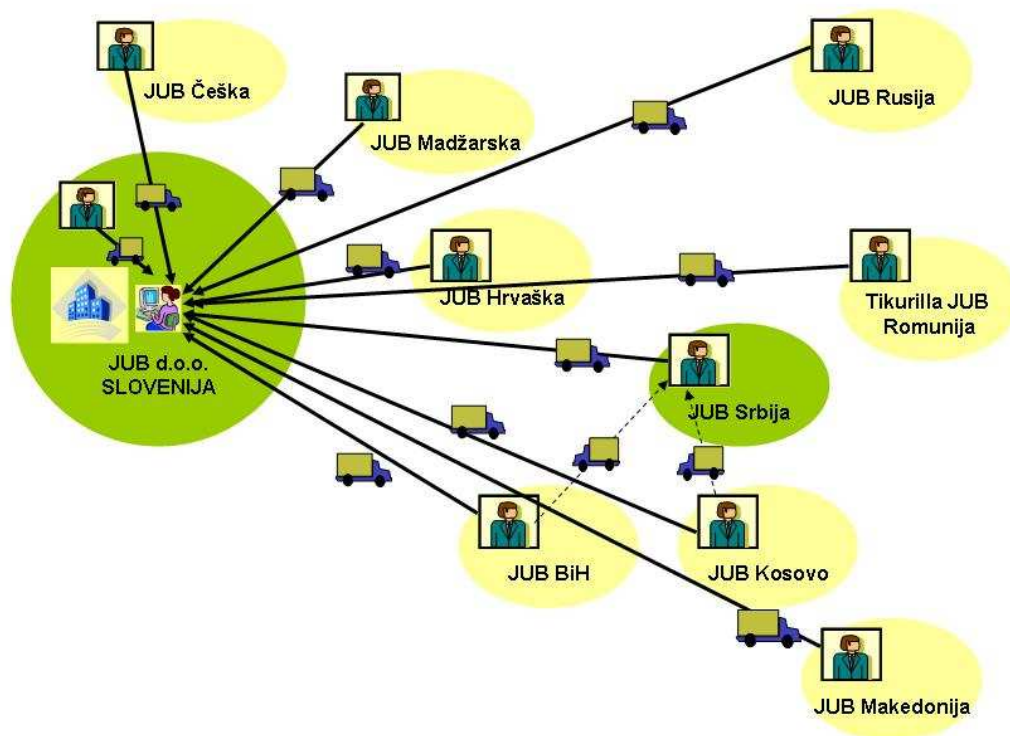 JUB Češka
JUB Madžarska
JUB Rusija
JUB Hrvaška
Tikurilla JUB
Romunija
JUB d.o.o.
SLOVENIJA
JUB Srbija
JUB BiH
JUB Kosovo
JUB Makedonija